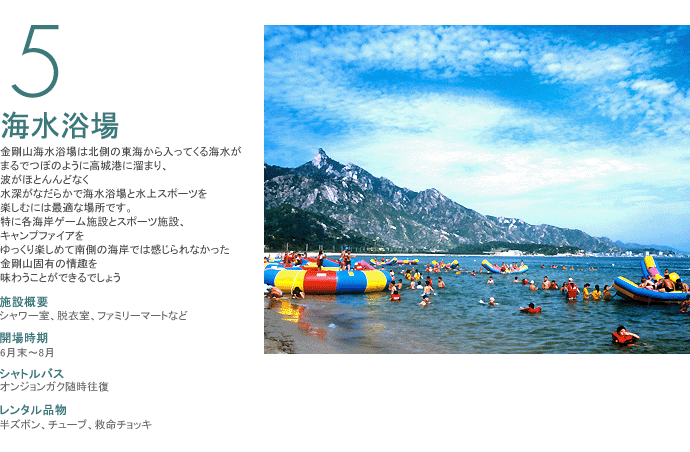 5
海水浴場
金剛山海水浴場は北側の東海から入ってくる海水が
まるでつぼのように高城港に溜まり、
波がほとんんどなく
水深がなだらかで海水浴場と水上スポーツを
楽しむには最適な場所です。
特に各海岸ゲーム施設とスポーツ施設、
キャンプファイアを
ゆっくり楽しめて南側の海岸では感じられなかった
金剛山固有の情趣を
味わうことができるでしょう
施設概要
シャワー室、脱衣室、ファミリーマートなど
開場時期
6月末～8月
シャトルバス
オンジョンガク随時往復
レンタル品物
半ズボン、チューブ、救命チョッキ